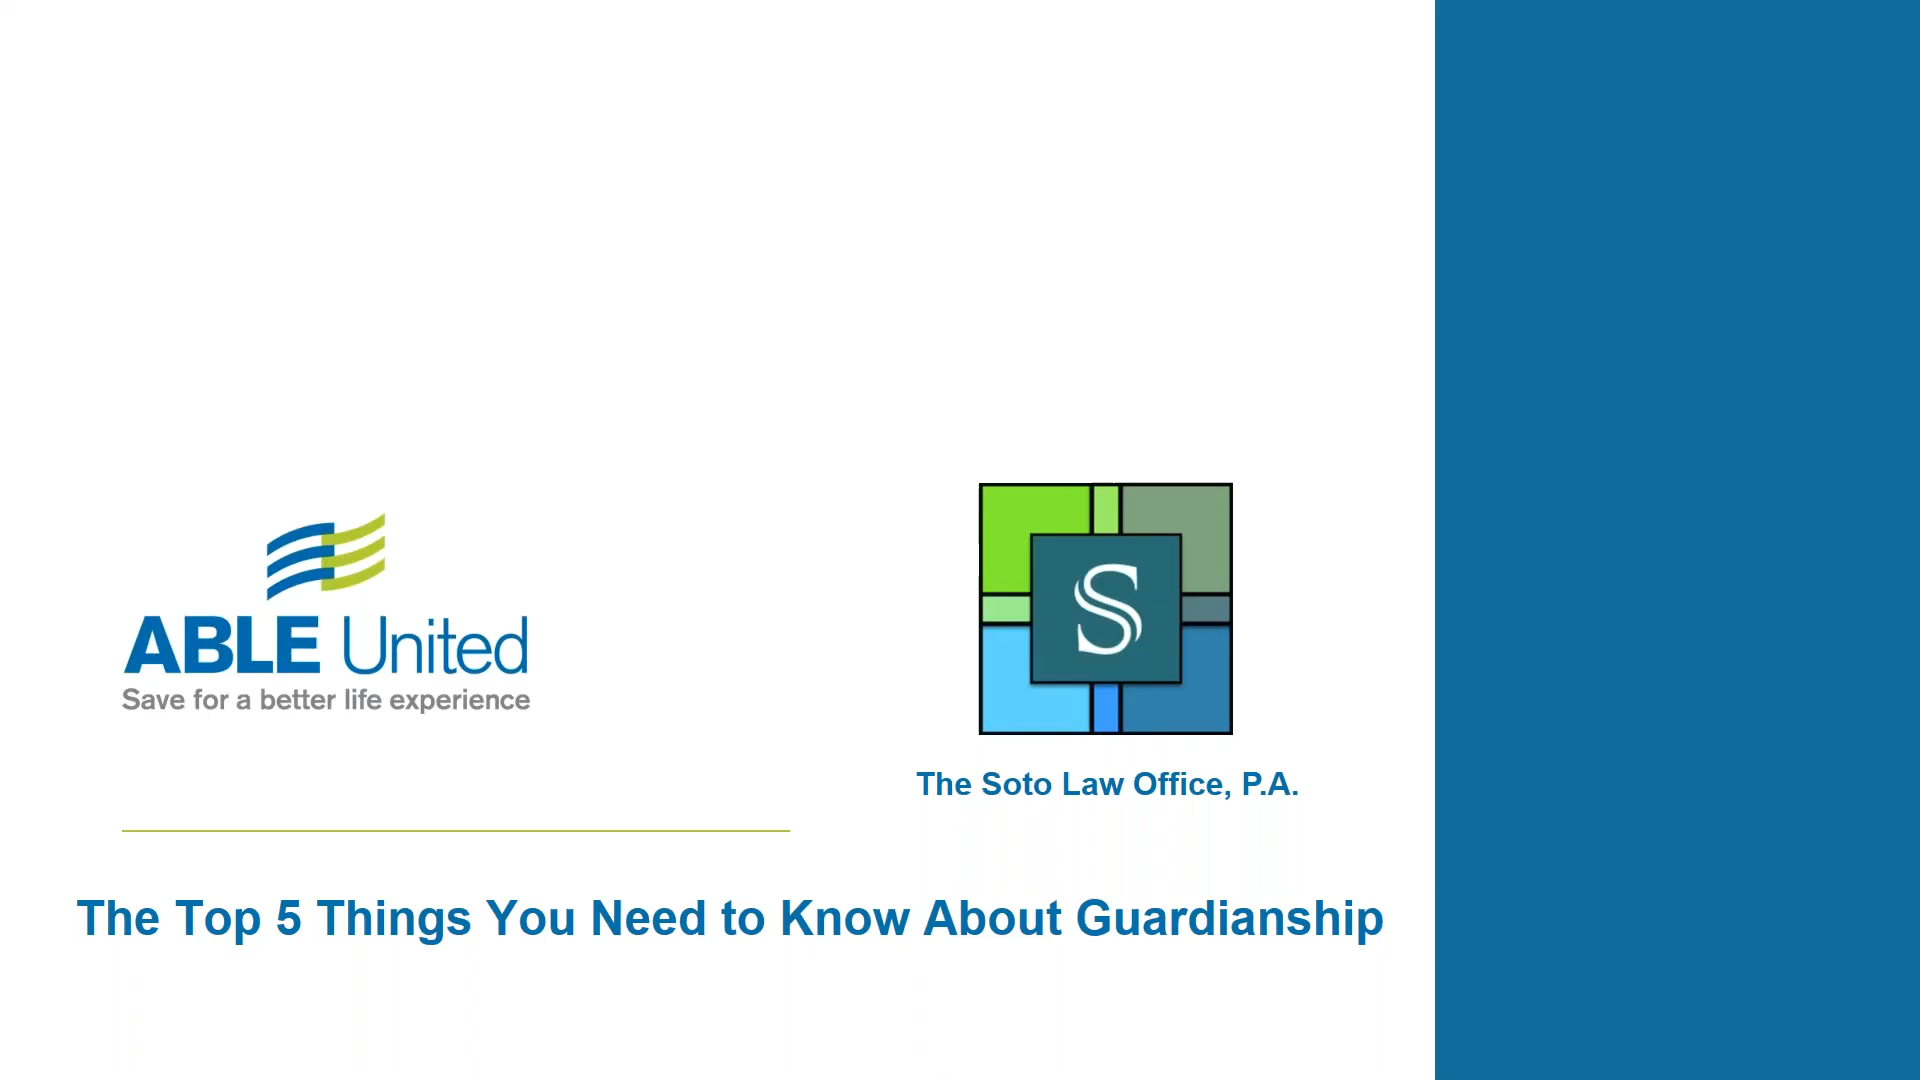 ABLE United
Save for a better life experience
S
The Soto Law Office, P.A.
The Top 5 Things You Need to Know About Guardianship